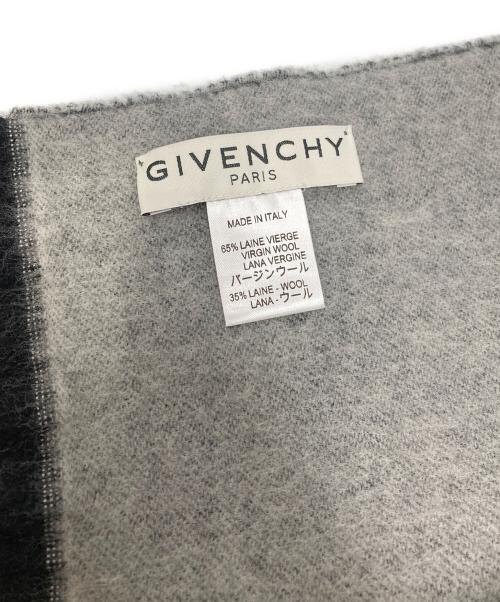 GIVENCHY
PARIS
MADE IN ITALY
65% LAINE VIERGE
VIRGIN WOOL
LANA VERGINE
バージンウール
35% LAINE - WOOL
LANA - ウール